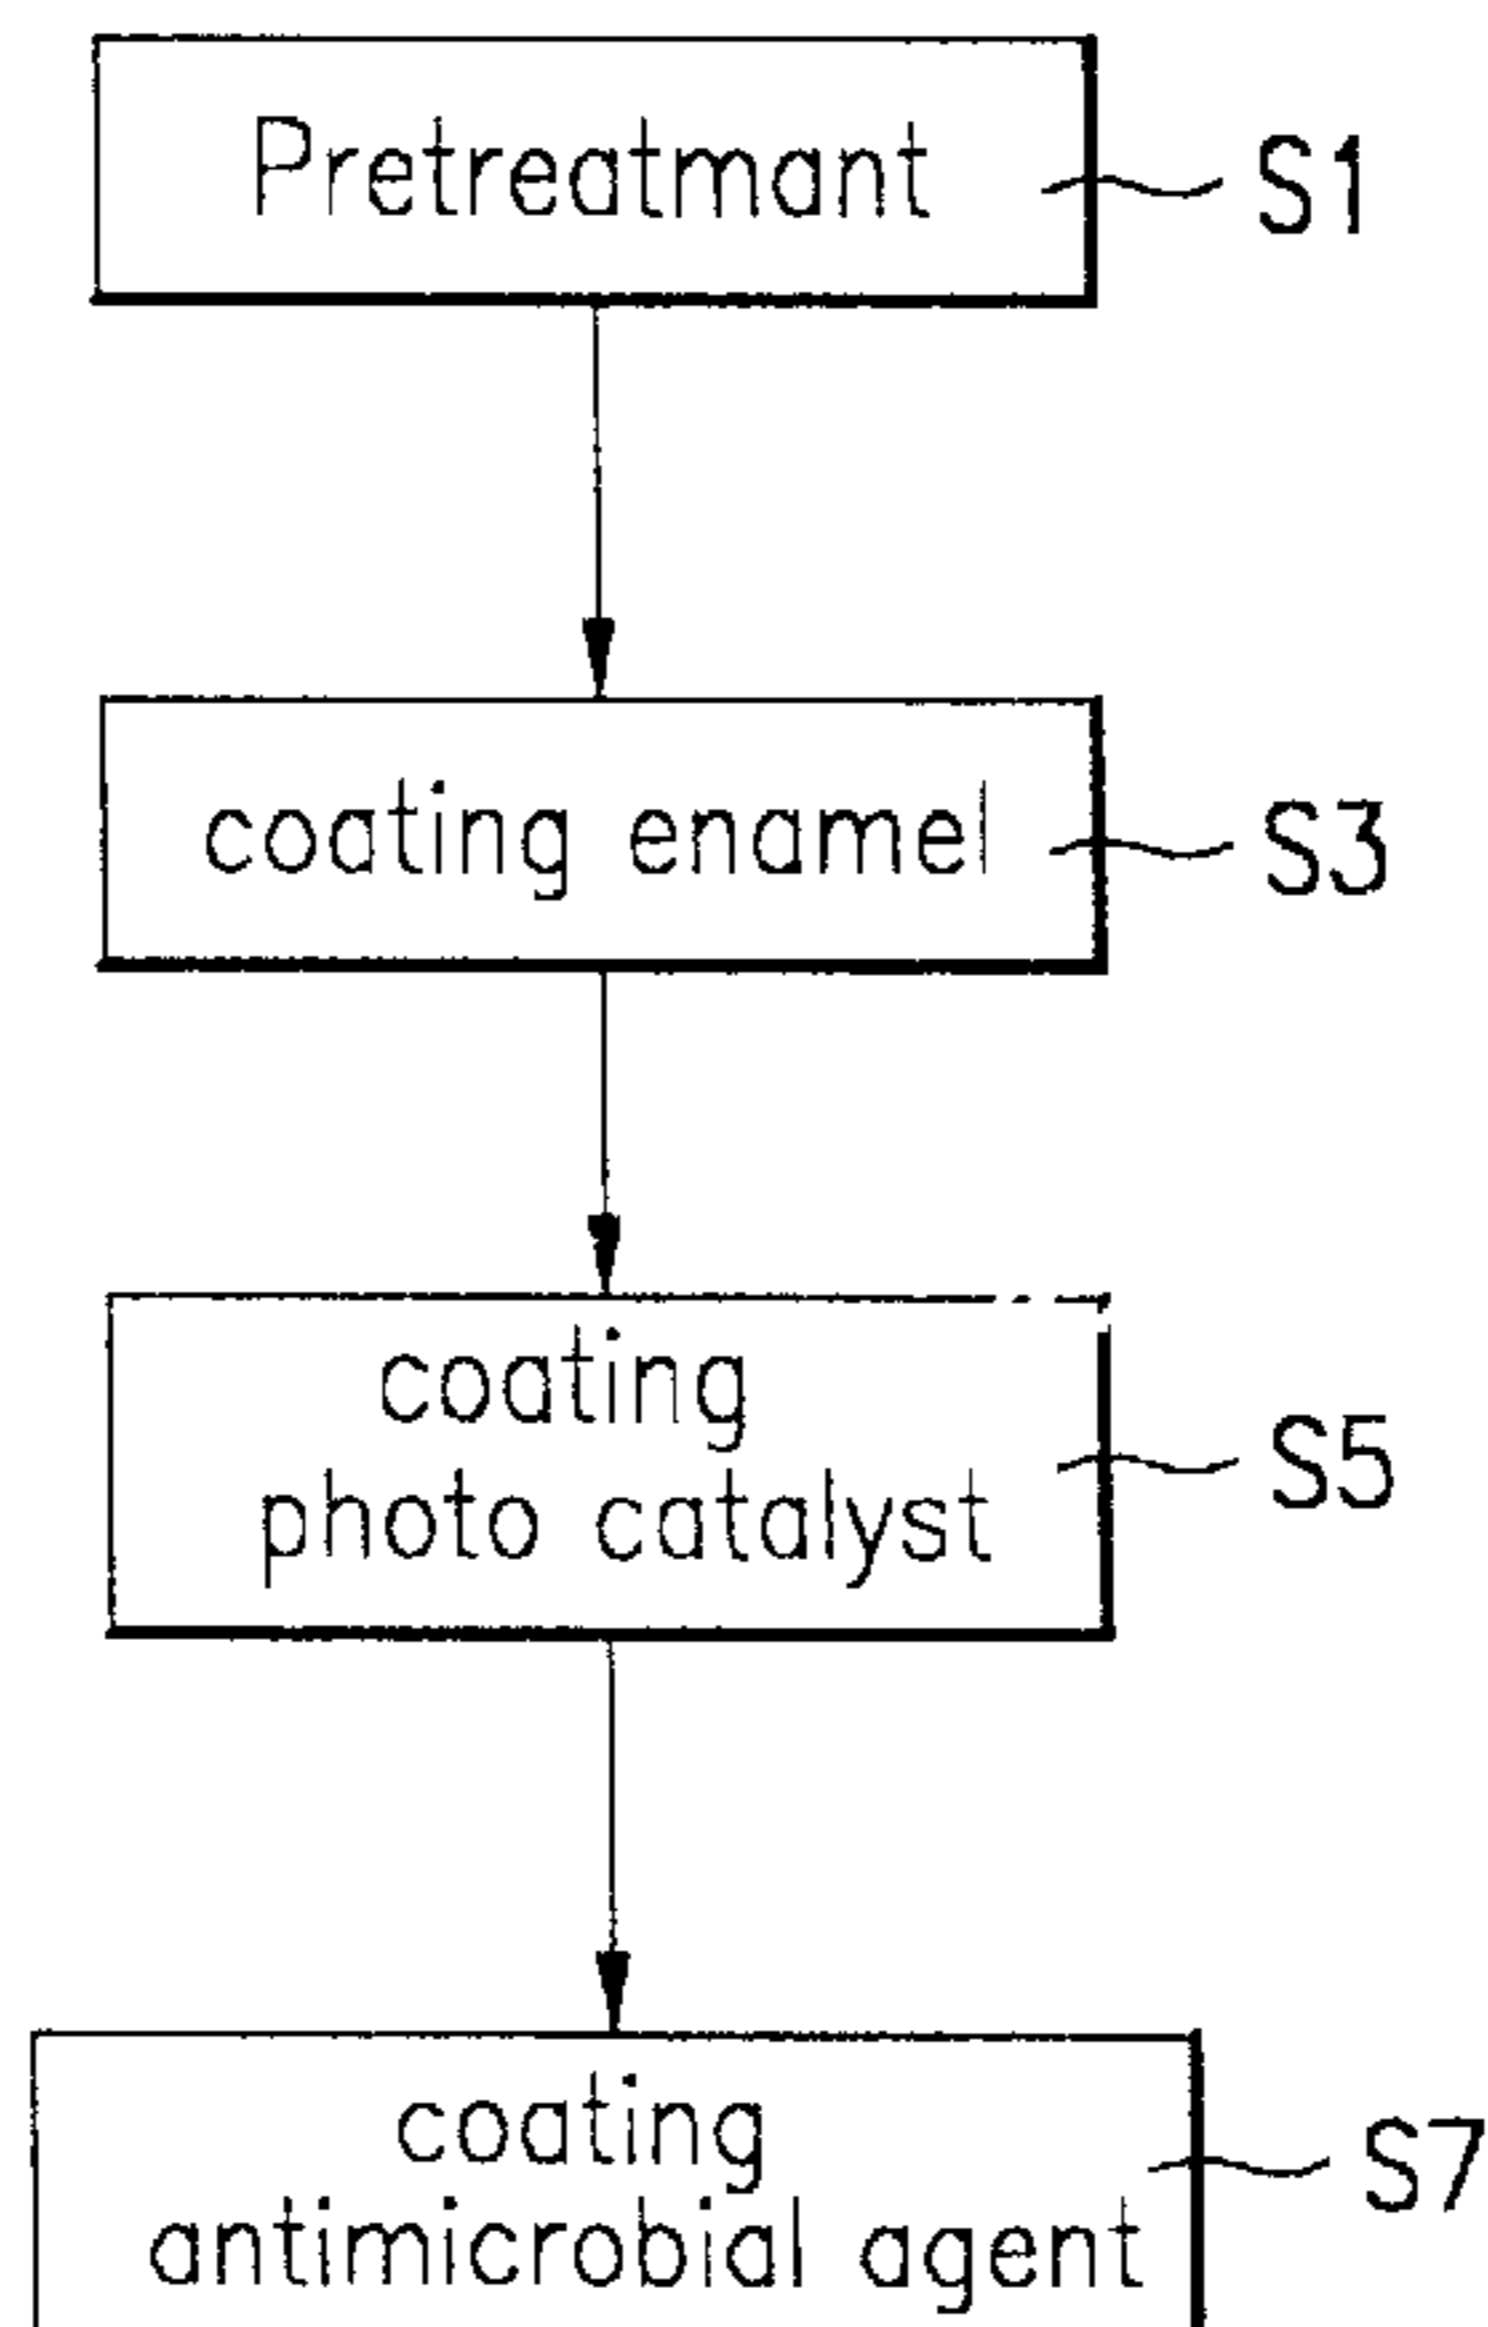 Pretreatmant S1
coating enamel S3
coating
photo catalyst S5
coating
antimicrobial agent S7